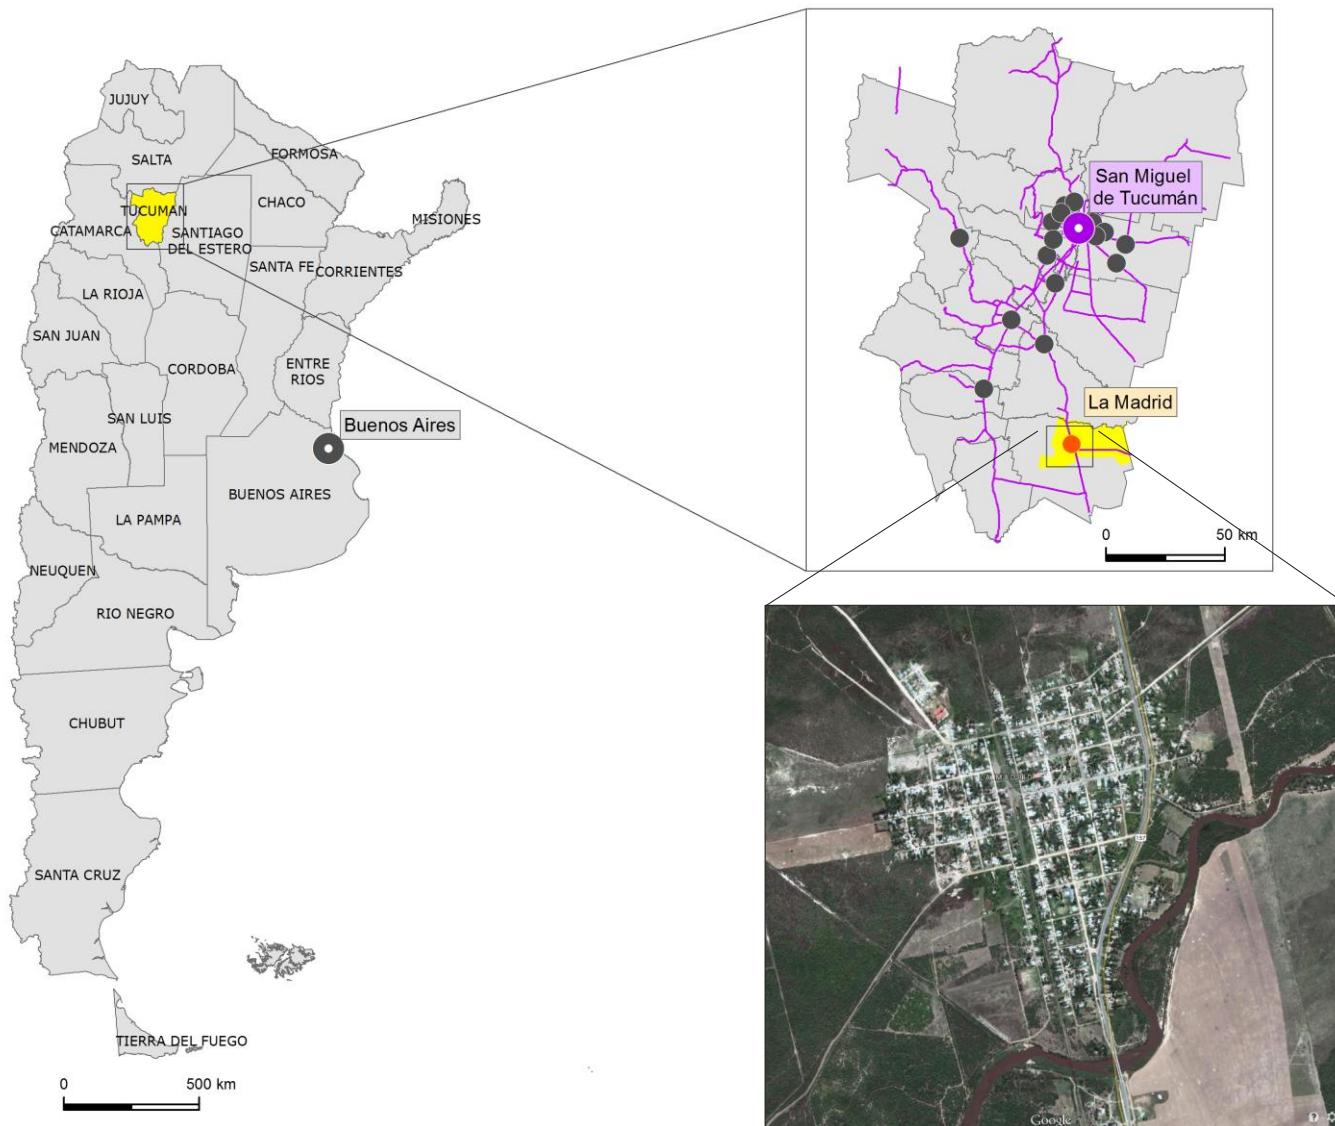 JUJUY
SALTA
FORMOSA
CHACO
MISIONES
TUCUMAN
CATAMARCA
SANTIAGO
DEL ESTERO
SANTA FE
CORRIENTES
LA RIOJA
SAN JUAN
CORDOBA
ENTRE
RIOS
SAN LUIS
MENDOZA
Buenos Aires
BUENOS AIRES
LA PAMPA
NEUQUEN
RIO NEGRO
CHUBUT
SANTA CRUZ
TIERRA DEL FUEGO
0 500 km
San Miguel
de Tucumán
La Madrid
0 50 km
157
Google